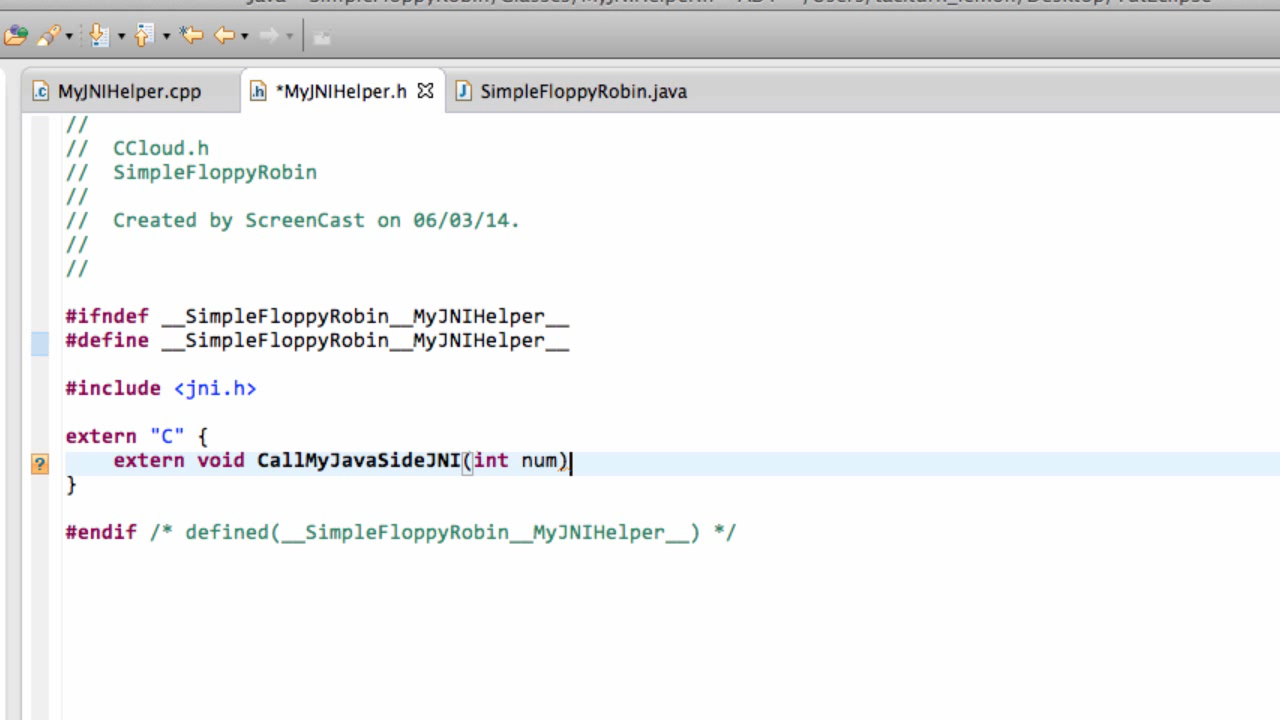 MyJNIHelper.cpp *MyJNIHelper.h SimpleFloppyRobin.java
//
//  CCloud.h
//  SimpleFloppyRobin
//
//  Created by ScreenCast on 06/03/14.
//
//
#ifndef __SimpleFloppyRobin__MyJNIHelper__
#define __SimpleFloppyRobin__MyJNIHelper__
#include <jni.h>
extern "C" {
    extern void CallMyJavaSideJNI(int num)
}
#endif /* defined(__SimpleFloppyRobin__MyJNIHelper__) */